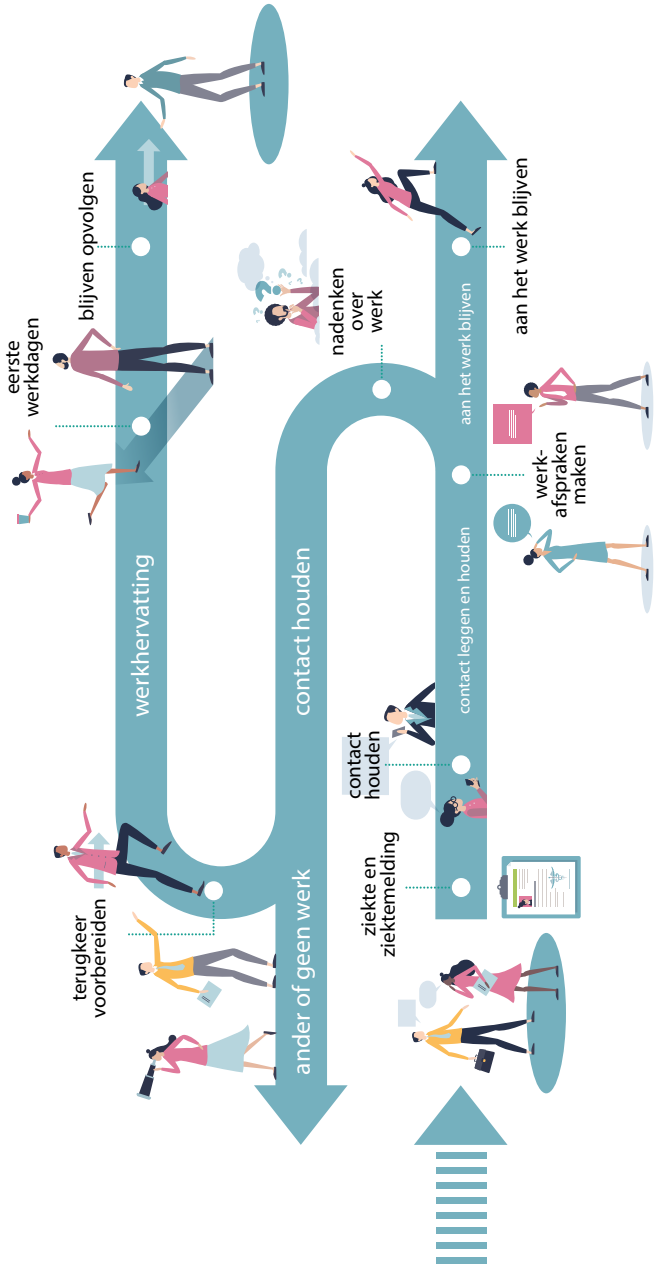 eerste
werkdagen
blijven opvolgen
werkhervatting
terugkeer
voorbereiden
nadenken
over
werk
contact houden
ander of geen werk
contact
houden
ziekte en
ziektemelding
contact leggen en houden
aan het werk blijven
aan het werk blijven
werk-
afspraken
maken